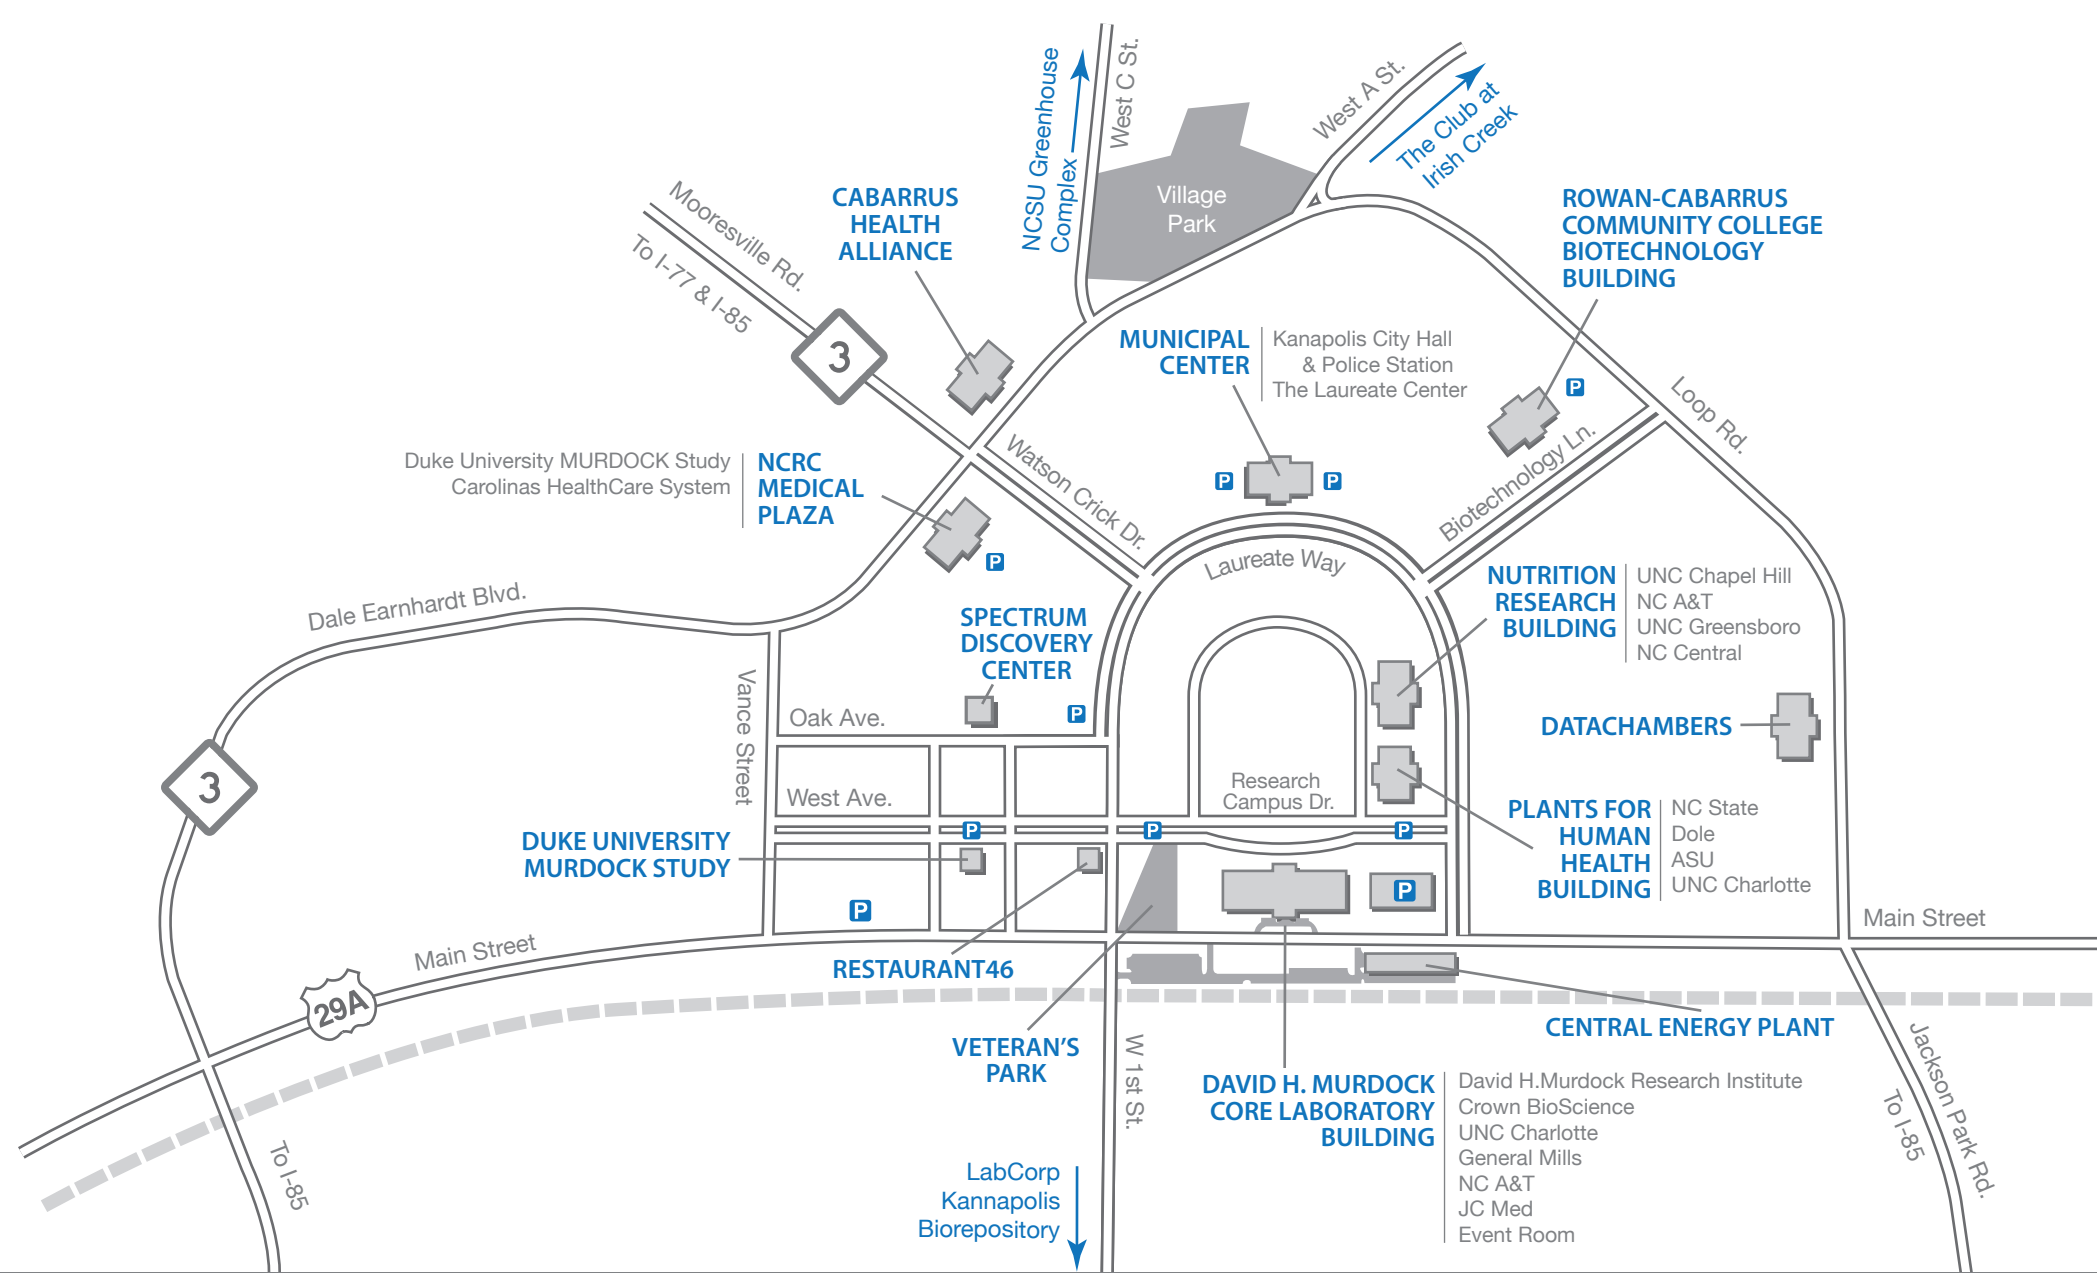 West C St.
NCSU Greenhouse
Complex
West A St.
The Club at
Irish Creek
Village
Park
Mooresville Rd.
To I-77 & I-85
3
CABARRUS
HEALTH
ALLIANCE
ROWAN-CABARRUS
COMMUNITY COLLEGE
BIOTECHNOLOGY
BUILDING
P
MUNICIPAL
CENTER
Kanapolis City Hall
& Police Station
The Laureate Center
P
P
Loop Rd.
Biotechnology Ln.
Watson Crick Dr.
Laureate Way
Duke University MURDOCK Study
Carolinas HealthCare System
NCRC
MEDICAL
PLAZA
P
Dale Earnhardt Blvd.
SPECTRUM
DISCOVERY
CENTER
P
NUTRITION
RESEARCH
BUILDING
UNC Chapel Hill
NC A&T
UNC Greensboro
NC Central
DATACHAMBERS
Vance Street
Oak Ave.
West Ave.
Research
Campus Dr.
3
P
P
P
PLANTS FOR
HUMAN
HEALTH
BUILDING
NC State
Dole
ASU
UNC Charlotte
DUKE UNIVERSITY
MURDOCK STUDY
P
P
Main Street
Main Street
29A
RESTAURANT46
VETERAN'S
PARK
CENTRAL ENERGY PLANT
W 1st St.
DAVID H. MURDOCK
CORE LABORATORY
BUILDING
David H.Murdock Research Institute
Crown BioScience
UNC Charlotte
General Mills
NC A&T
JC Med
Event Room
Jackson Park Rd.
To I-85
To I-85
LabCorp
Kannapolis
Biorepository